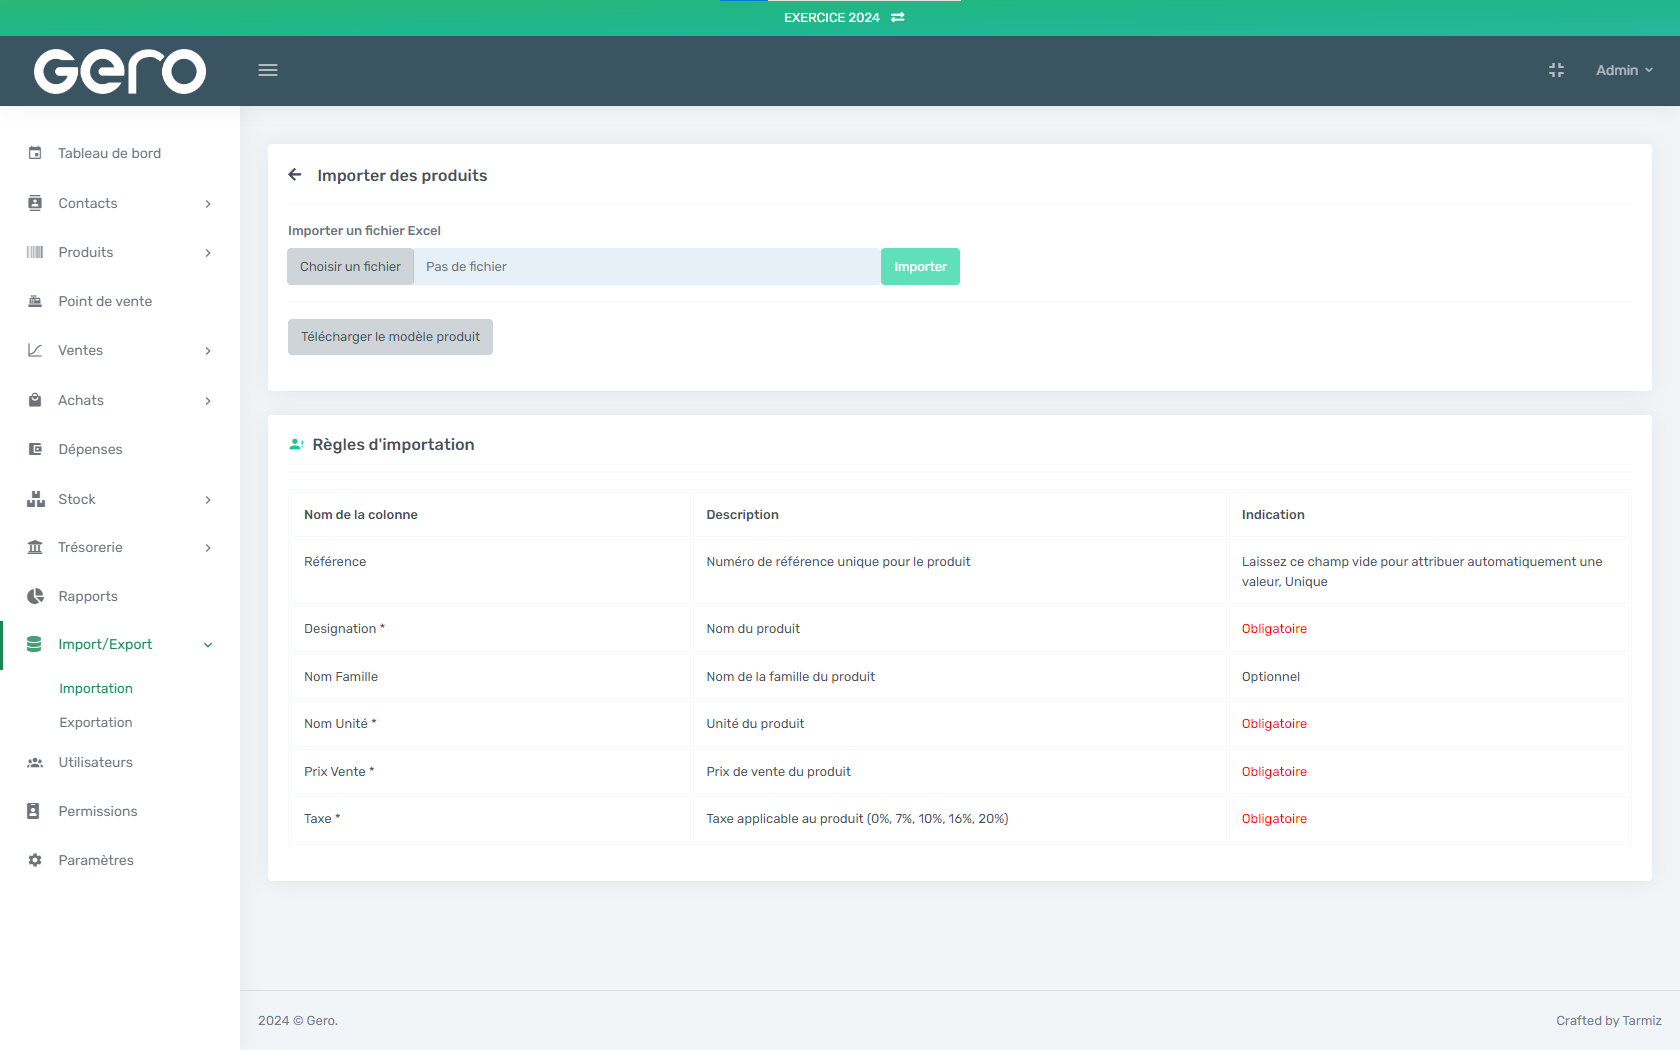 EXERCICE 2024
Gero
Admin
Tableau de bord
Contacts
Produits
Point de vente
Ventes
Achats
Dépenses
Stock
Trésorerie
Rapports
Import/Export
Importation
Exportation
Utilisateurs
Permissions
Paramètres
Importer des produits
Importer un fichier Excel
Choisir un fichier Pas de fichier Importer
Télécharger le modèle produit
Règles d'importation
Nom de la colonne Description Indication
Référence Numéro de référence unique pour le produit Laissez ce champ vide pour attribuer automatiquement une
valeur, Unique
Designation * Nom du produit Obligatoire
Nom Famille Nom de la famille du produit Optionnel
Nom Unité * Unité du produit Obligatoire
Prix Vente * Prix de vente du produit Obligatoire
Taxe * Taxe applicable au produit (0%, 7%, 10%, 16%, 20%) Obligatoire
2024 © Gero. Crafted by Tarmiz